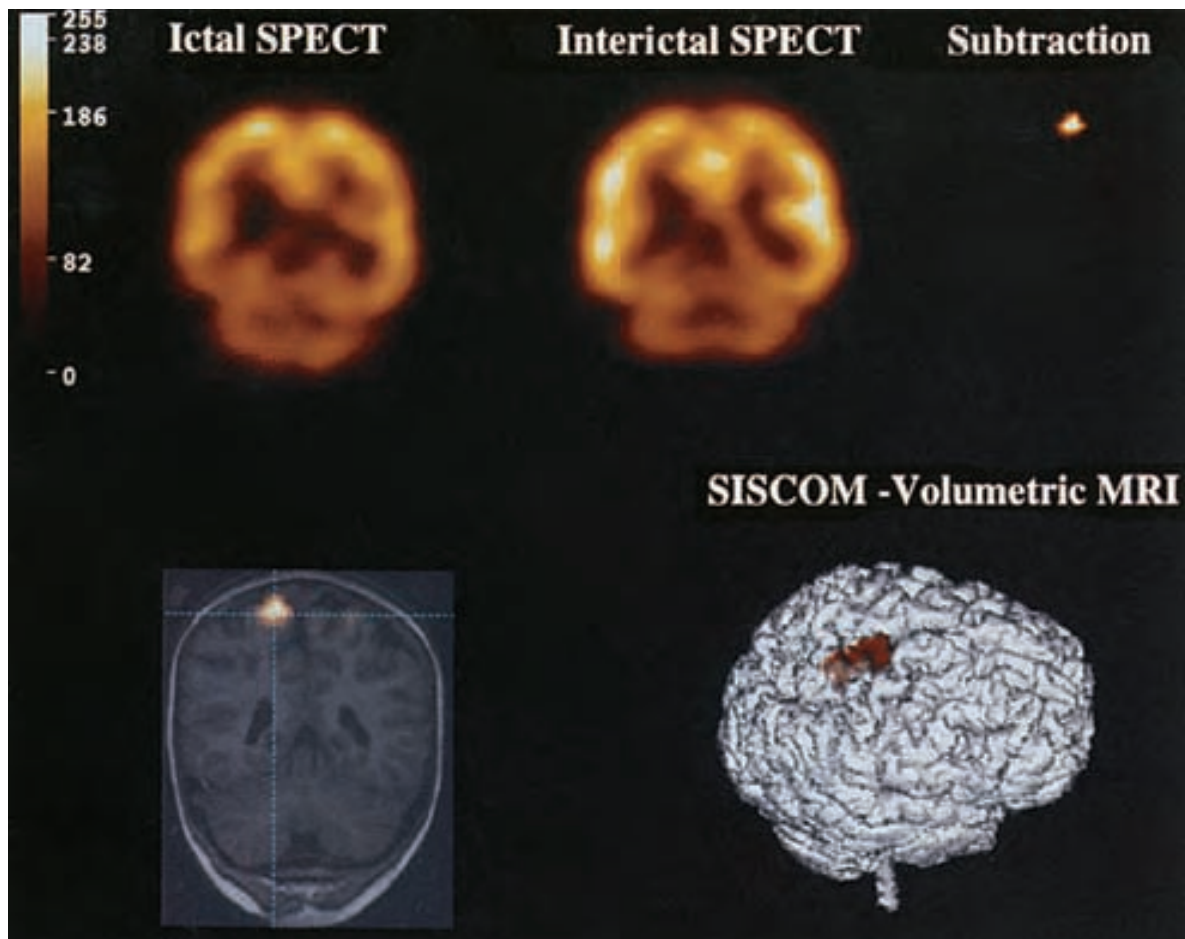 255
238
186
82
0
Ictal SPECT
Interictal SPECT
Subtraction
SISCOM -Volumetric MRI